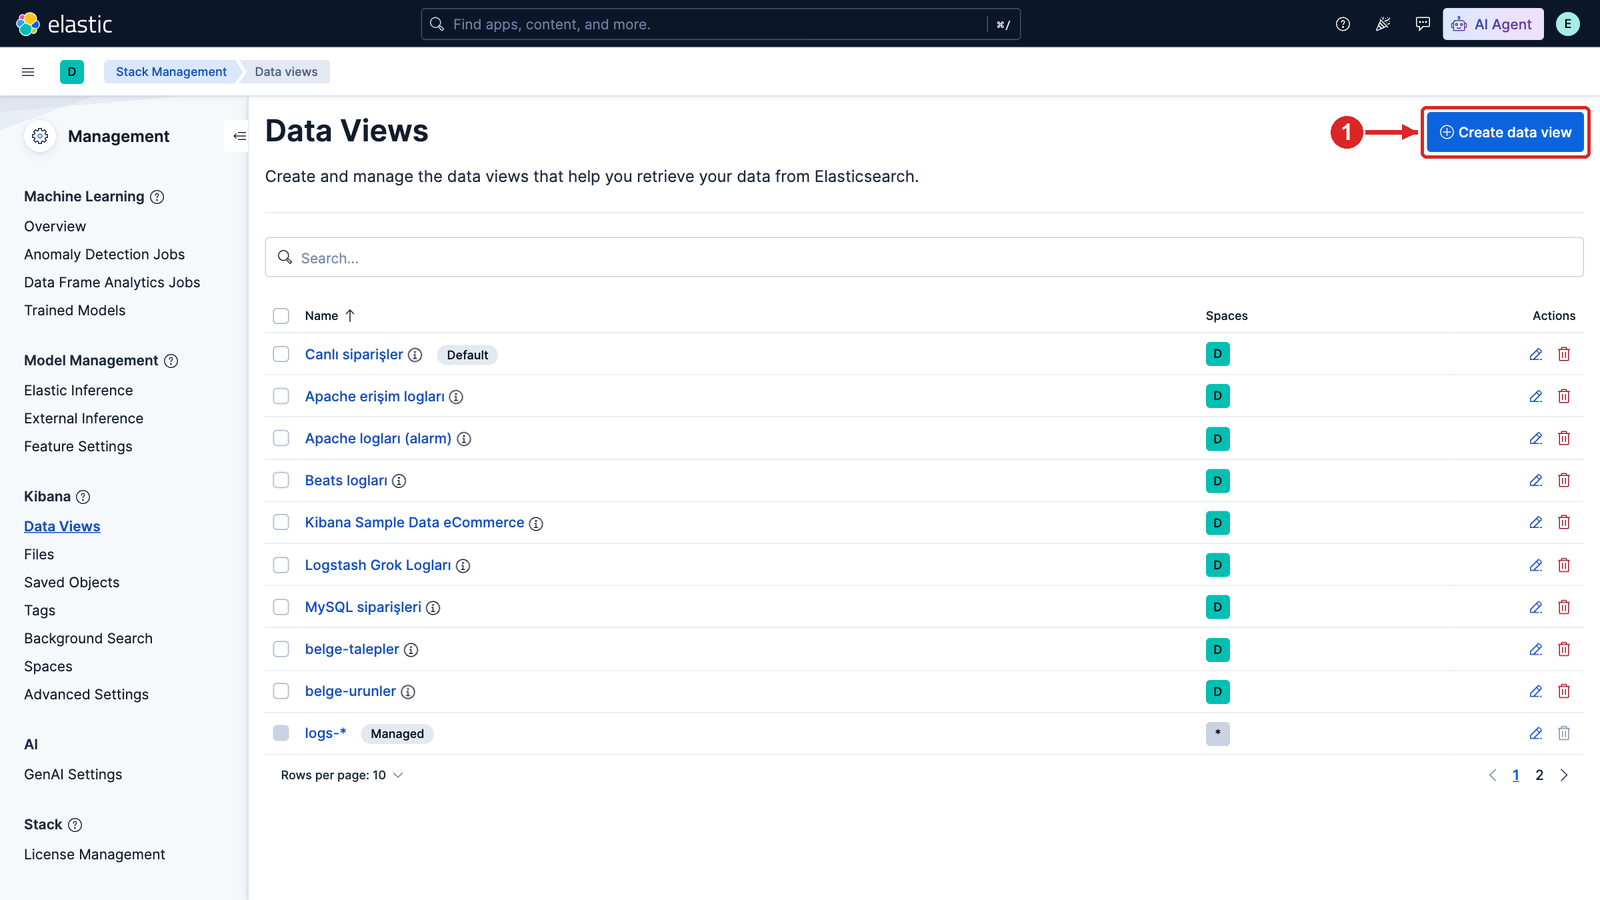 elastic
Find apps, content, and more.
⌘/
AI Agent
E
D
Stack Management
Data views
Management
Machine Learning
Overview
Anomaly Detection Jobs
Data Frame Analytics Jobs
Trained Models
Model Management
Elastic Inference
External Inference
Feature Settings
Kibana
Data Views
Files
Saved Objects
Tags
Background Search
Spaces
Advanced Settings
AI
GenAI Settings
Stack
License Management
Data Views
1
Create data view
Create and manage the data views that help you retrieve your data from Elasticsearch.
Search...
Name Spaces Actions
Canlı siparişler Default D
Apache erişim logları D
Apache logları (alarm) D
Beats logları D
Kibana Sample Data eCommerce D
Logstash Grok Logları D
MySQL siparişleri D
belge-talepler D
belge-urunler D
logs-* Managed *
Rows per page: 10
1 2